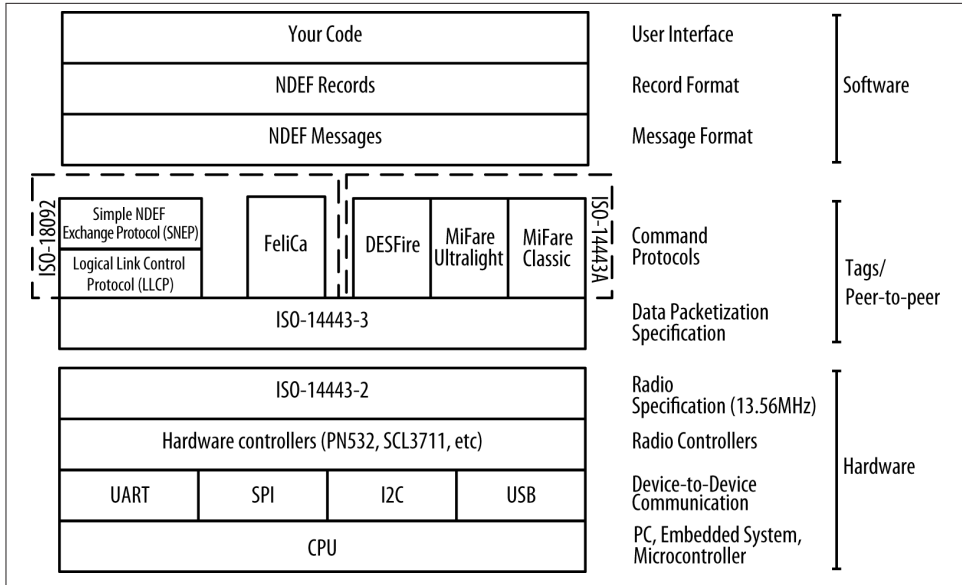 Your Code
User Interface
NDEF Records
Record Format
Software
NDEF Messages
Message Format
ISO-18092
Simple NDEF
Exchange Protocol (SNEP)
Logical Link Control
Protocol (LLCP)
FeliCa
DESFire
MiFare
Ultralight
MiFare
Classic
ISO-14443A
Command
Protocols
Tags/
Peer-to-peer
ISO-14443-3
Data Packetization
Specification
ISO-14443-2
Radio
Specification (13.56MHz)
Hardware controllers (PN532, SCL3711, etc)
Radio Controllers
Hardware
UART
SPI
I2C
USB
Device-to-Device
Communication
CPU
PC, Embedded System,
Microcontroller